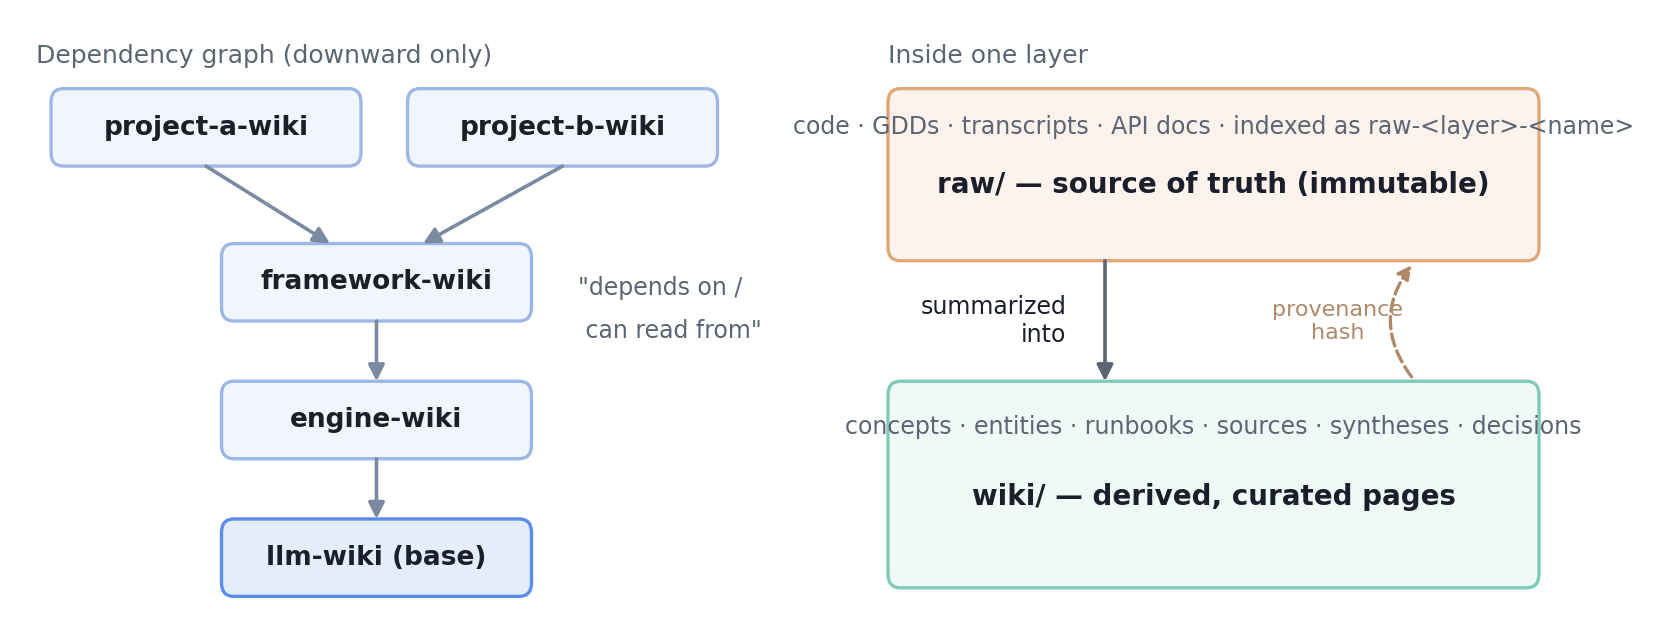 Dependency graph (downward only)
project-a-wiki
project-b-wiki
framework-wiki
"depends on /
can read from"
engine-wiki
llm-wiki (base)
Inside one layer
code · GDDs · transcripts · API docs · indexed as raw-<layer>-<name>
raw/ — source of truth (immutable)
summarized
into
provenance
hash
concepts · entities · runbooks · sources · syntheses · decisions
wiki/ — derived, curated pages